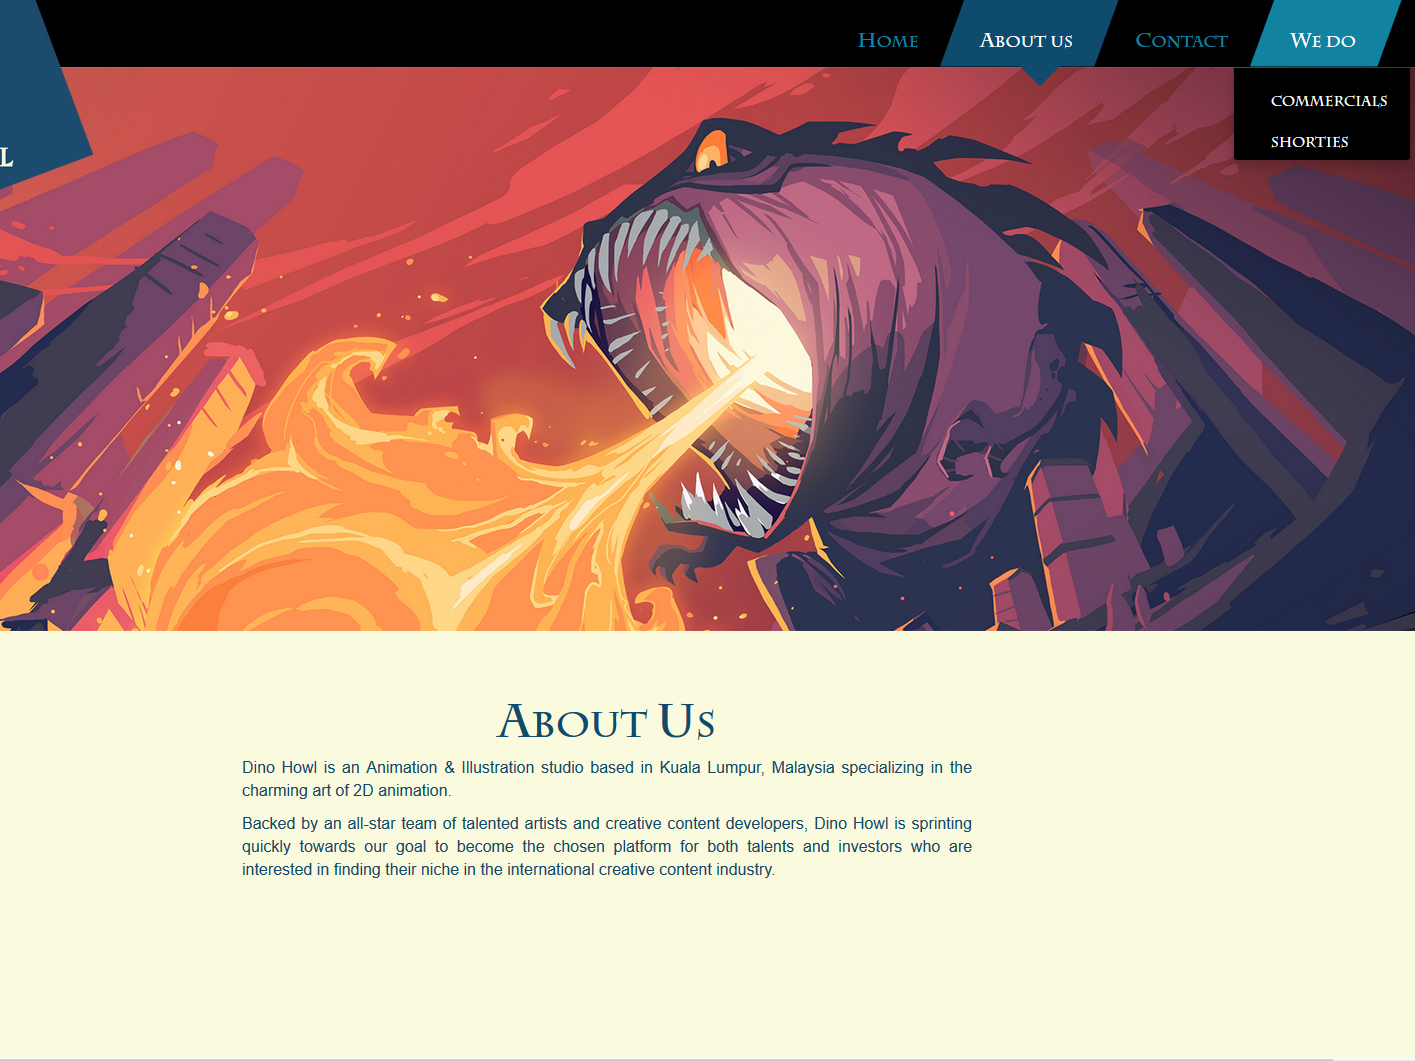 Home About us Contact We do
commercials
shorties
L
About Us
Dino Howl is an Animation & Illustration studio based in Kuala Lumpur, Malaysia specializing in the
charming art of 2D animation.
Backed by an all-star team of talented artists and creative content developers, Dino Howl is sprinting
quickly towards our goal to become the chosen platform for both talents and investors who are
interested in finding their niche in the international creative content industry.